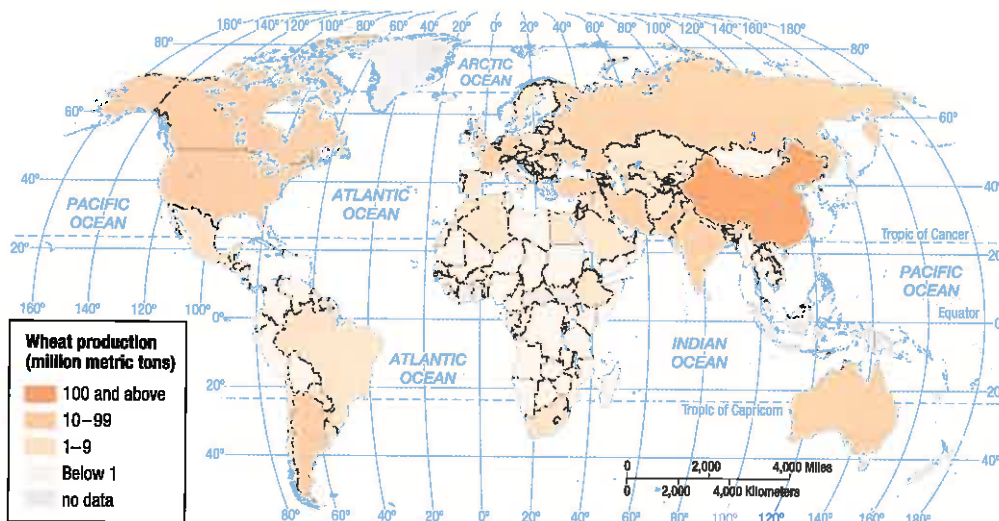 160° 140° 120° 100° 80° 60° 40° 20° 0° 20° 40° 60° 80° 100° 120° 140° 160°
80° 80°
ARCTIC
OCEAN
60° 60°
40° 40°
PACIFIC
OCEAN
ATLANTIC
OCEAN
20° 20°
Tropic of Cancer
PACIFIC
OCEAN
160° 140° 120° 100°
0° 0°
Equator
INDIAN
OCEAN
ATLANTIC
OCEAN
20° 20°
Tropic of Capricorn
40° 40°
Wheat production
(million metric tons)
100 and above
10–99
1–9
Below 1
no data
0 2,000 4,000 Miles
0 2,000 4,000 Kilometers
80° 60° 40° 20° 0° 20° 40° 60° 80° 100° 120° 140° 160° 180°